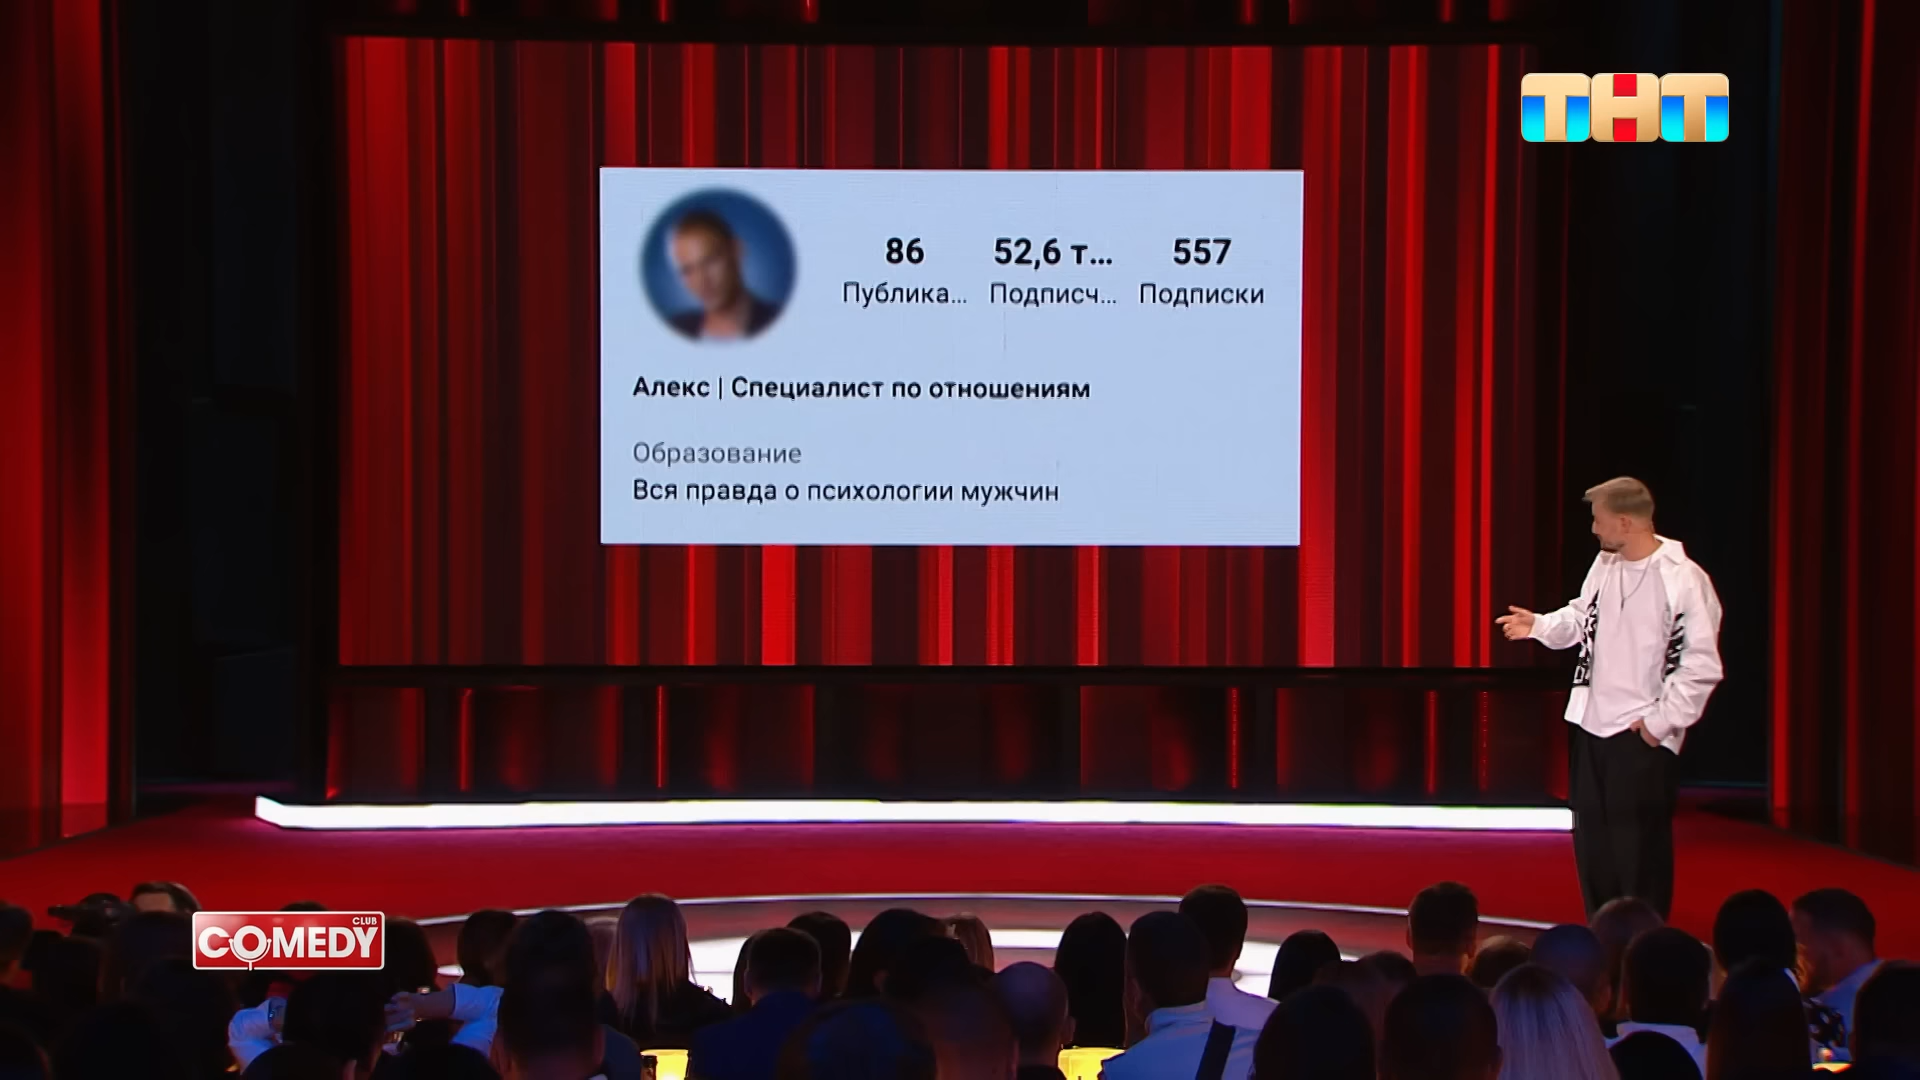 ТНТ
86 52,6 т... 557
Публика... Подписч... Подписки
Алекс | Специалист по отношениям
Образование
Вся правда о психологии мужчин
COMEDY CLUB